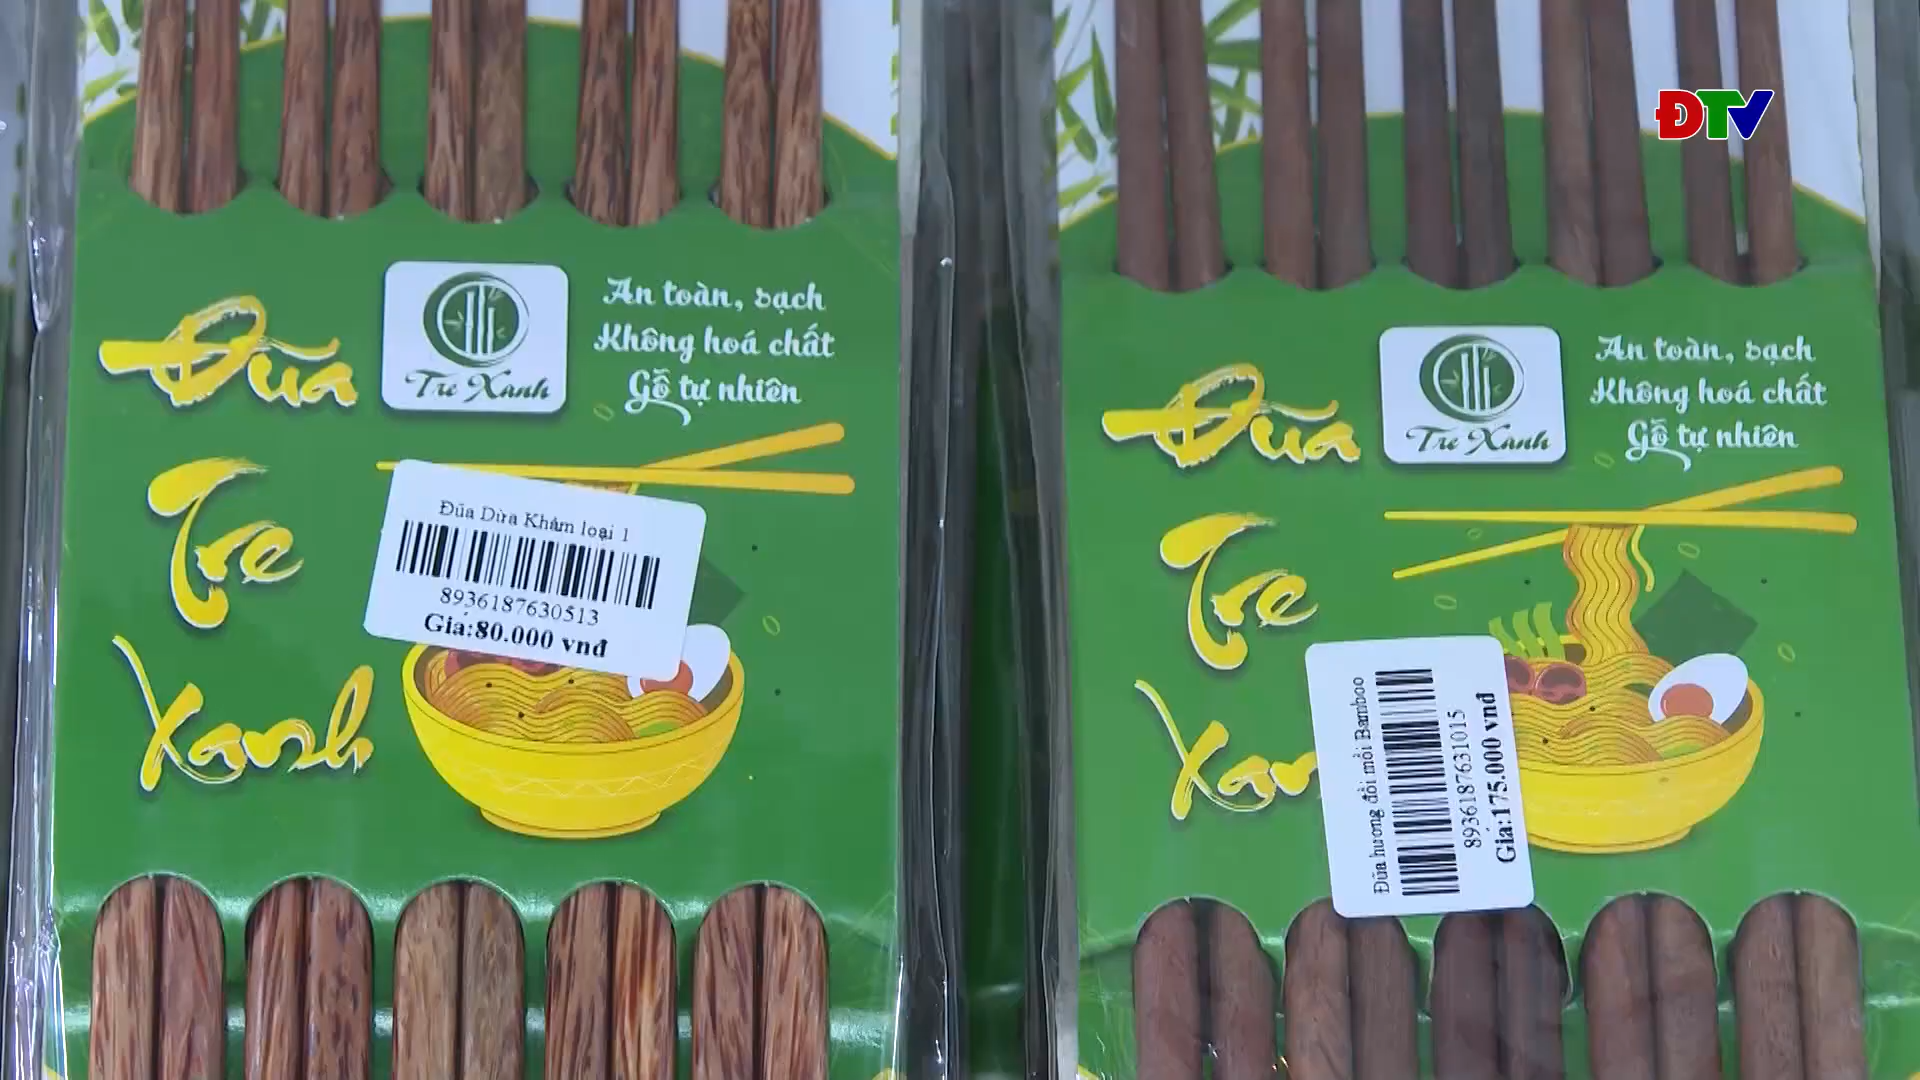 ĐTV
Đũa
Tre
Xanh
Tre Xanh
An toàn, sạch
Không hoá chất
Gỗ tự nhiên
Đũa Dừa Khảm loại 1
8936187630513
Giá:80.000 vnđ
Đũa
Tre
Xan
Tre Xanh
An toàn, sạch
Không hoá chất
Gỗ tự nhiên
Đũa hương đồi mồi Bamboo
8936187631015
Giá:175.000 vnđ